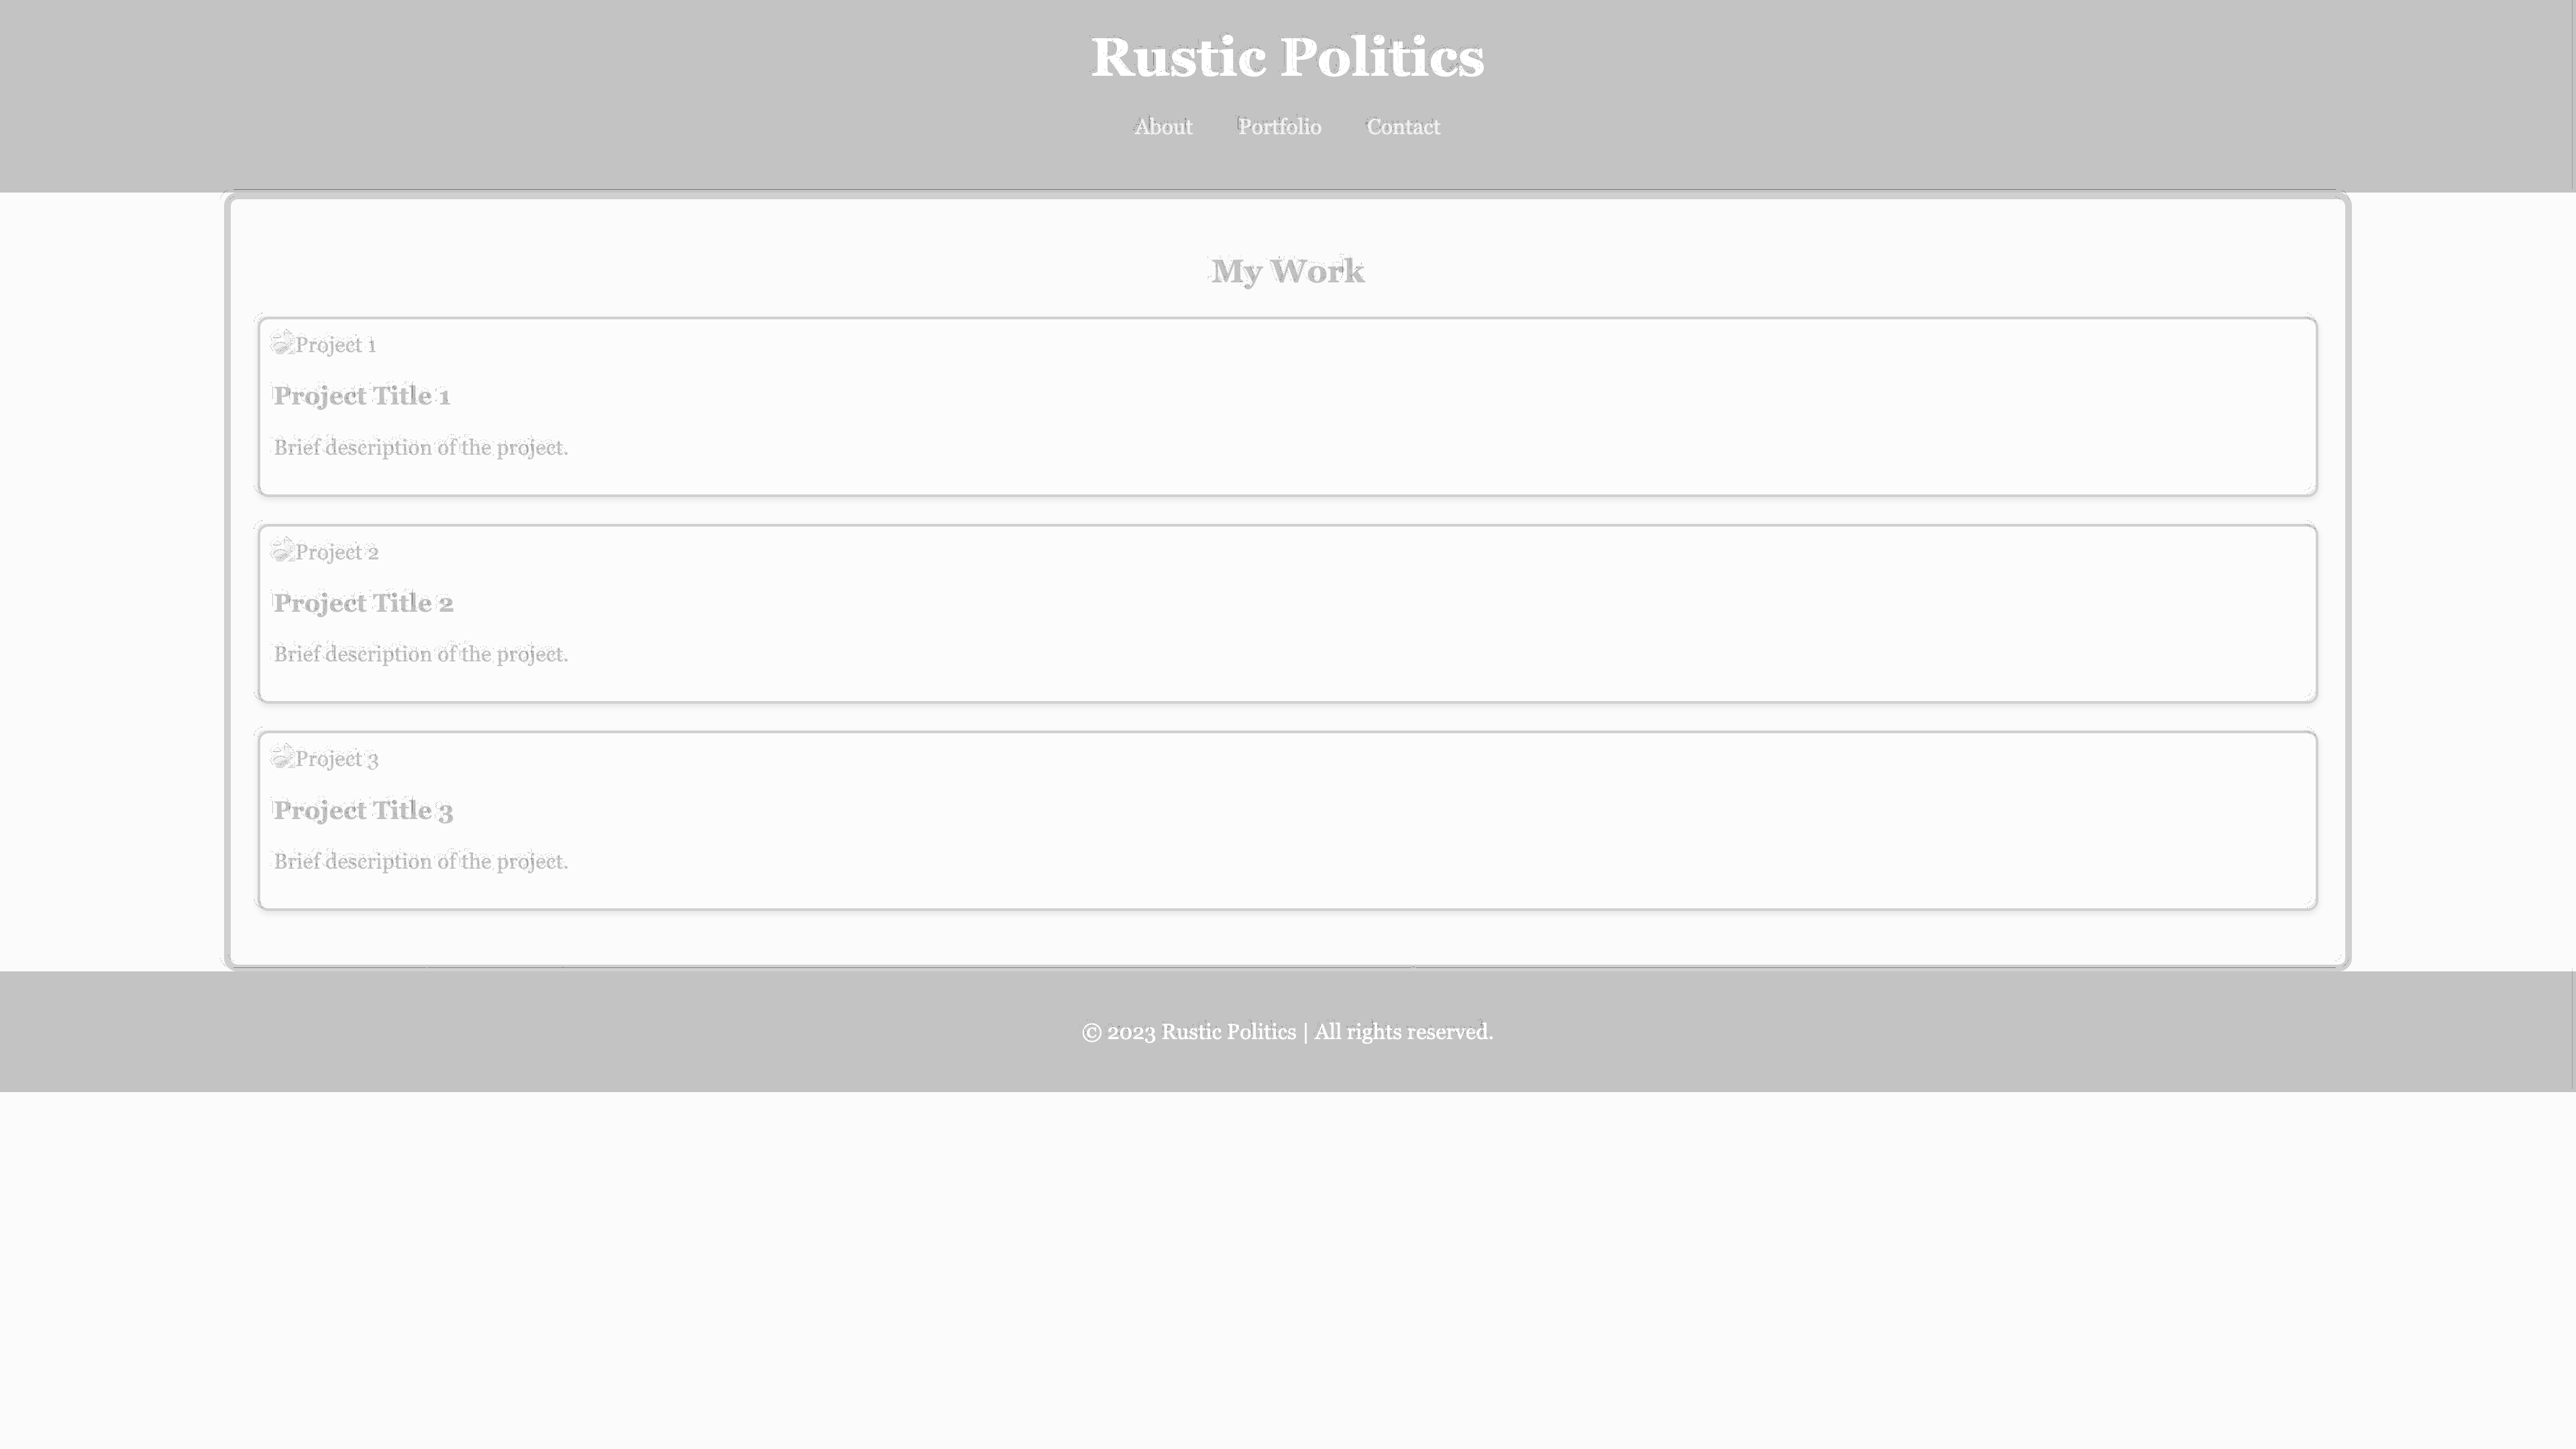 Rustic Politics
About Portfolio Contact
My Work
Project 1
Project Title 1
Brief description of the project.
Project 2
Project Title 2
Brief description of the project.
Project 3
Project Title 3
Brief description of the project.
© 2023 Rustic Politics | All rights reserved.